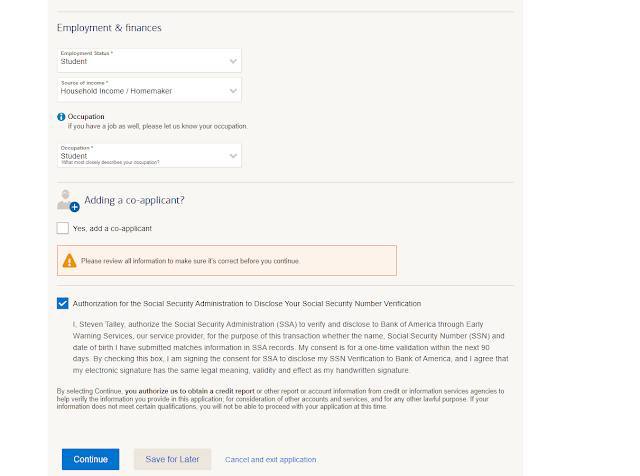 Employment & finances
Employment Status *
Student
Source of income *
Household Income / Homemaker
Occupation
If you have a job as well, please let us know your occupation.
Occupation *
Student
What most closely describes your occupation?
Adding a co-applicant?
Yes, add a co-applicant
Please review all information to make sure it's correct before you continue.
Authorization for the Social Security Administration to Disclose Your Social Security Number Verification
I, Steven Talley, authorize the Social Security Administration (SSA) to verify and disclose to Bank of America through Early
Warning Services, our service provider, for the purpose of this transaction whether the name, Social Security Number (SSN) and
date of birth I have submitted matches information in SSA records. My consent is for a one-time validation within the next 90
days. By checking this box, I am signing the consent for SSA to disclose my SSN Verification to Bank of America, and I agree that
my electronic signature has the same legal meaning, validity and effect as my handwritten signature.
By selecting Continue, you authorize us to obtain a credit report or other report or account information from credit or information services agencies to
help verify the information you provide in this application, for consideration of other accounts and services, and for any other lawful purpose. If your
information does not meet certain qualifications, you will not be able to proceed with your application at this time.
Continue
Save for Later
Cancel and exit application